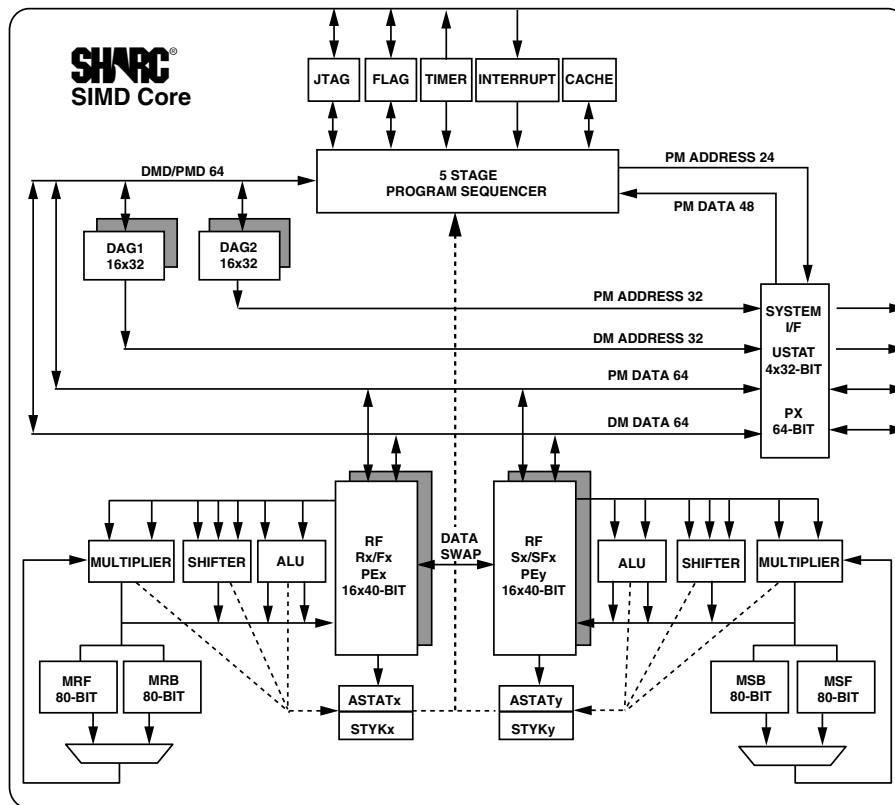 SHARC®
SIMD Core
JTAG
FLAG
TIMER
INTERRUPT
CACHE
5 STAGE
PROGRAM SEQUENCER
PM ADDRESS 24
PM DATA 48
DMD/PMD 64
DAG1
16x32
DAG2
16x32
PM ADDRESS 32
DM ADDRESS 32
PM DATA 64
DM DATA 64
SYSTEM
I/F
USTAT
4x32-BIT
PX
64-BIT
MULTIPLIER
SHIFTER
ALU
RF
Rx/Fx
PEx
16x40-BIT
DATA
SWAP
RF
Sx/SFx
PEy
16x40-BIT
ALU
SHIFTER
MULTIPLIER
MRF
80-BIT
MRB
80-BIT
ASTATx
STYKx
ASTATy
STYKy
MSB
80-BIT
MSF
80-BIT